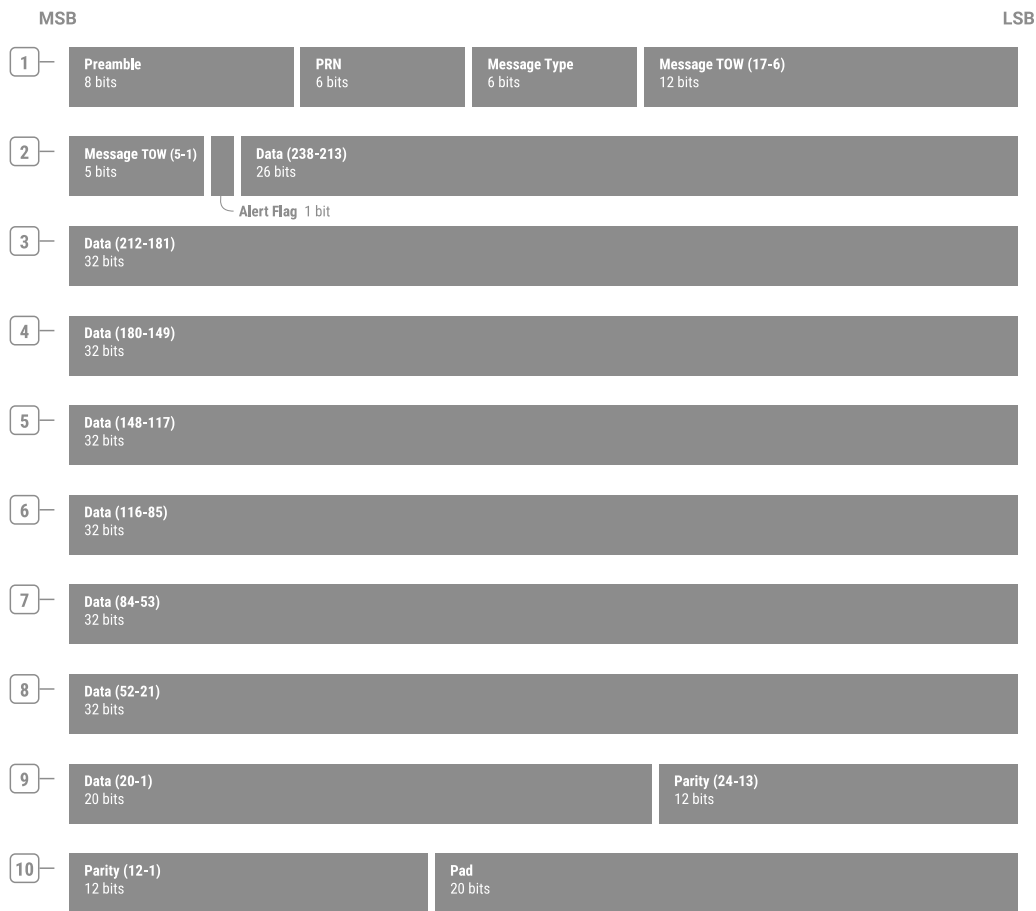 MSB LSB
1
Preamble PRN Message Type Message TOW (17-6)
8 bits 6 bits 6 bits 12 bits
2
Message TOW (5-1) Data (238-213)
5 bits 26 bits
Alert Flag 1 bit
3
Data (212-181)
32 bits
4
Data (180-149)
32 bits
5
Data (148-117)
32 bits
6
Data (116-85)
32 bits
7
Data (84-53)
32 bits
8
Data (52-21)
32 bits
9
Data (20-1) Parity (24-13)
20 bits 12 bits
10
Parity (12-1) Pad
12 bits 20 bits